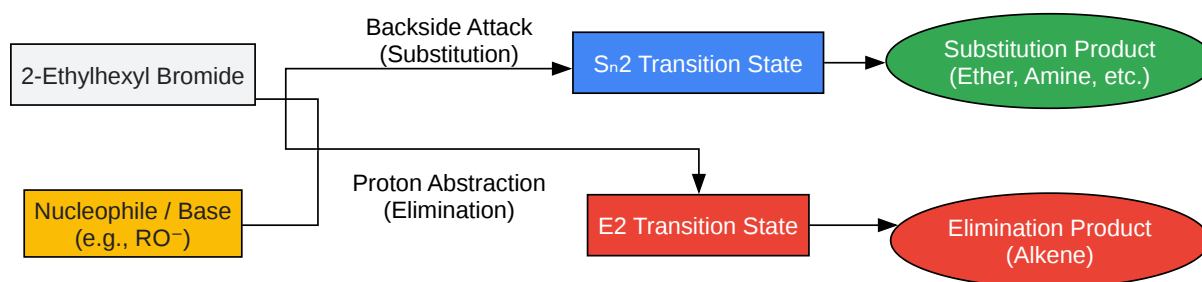 2-Ethylhexyl Bromide
Backside Attack
(Substitution)
Sₙ2 Transition State
Substitution Product
(Ether, Amine, etc.)
Nucleophile / Base
(e.g., RO⁻)
Proton Abstraction
(Elimination)
E2 Transition State
Elimination Product
(Alkene)